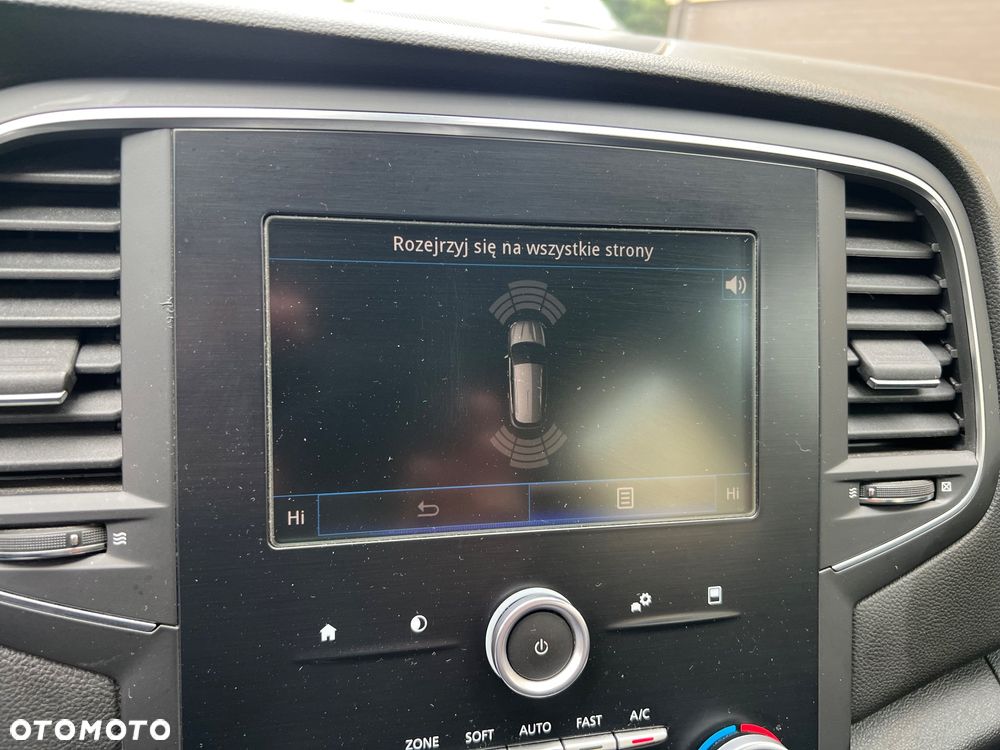 Rozejrzyj się na wszystkie strony
Hi
Hi
ZONE SOFT AUTO FAST A/C
OTOMOTO